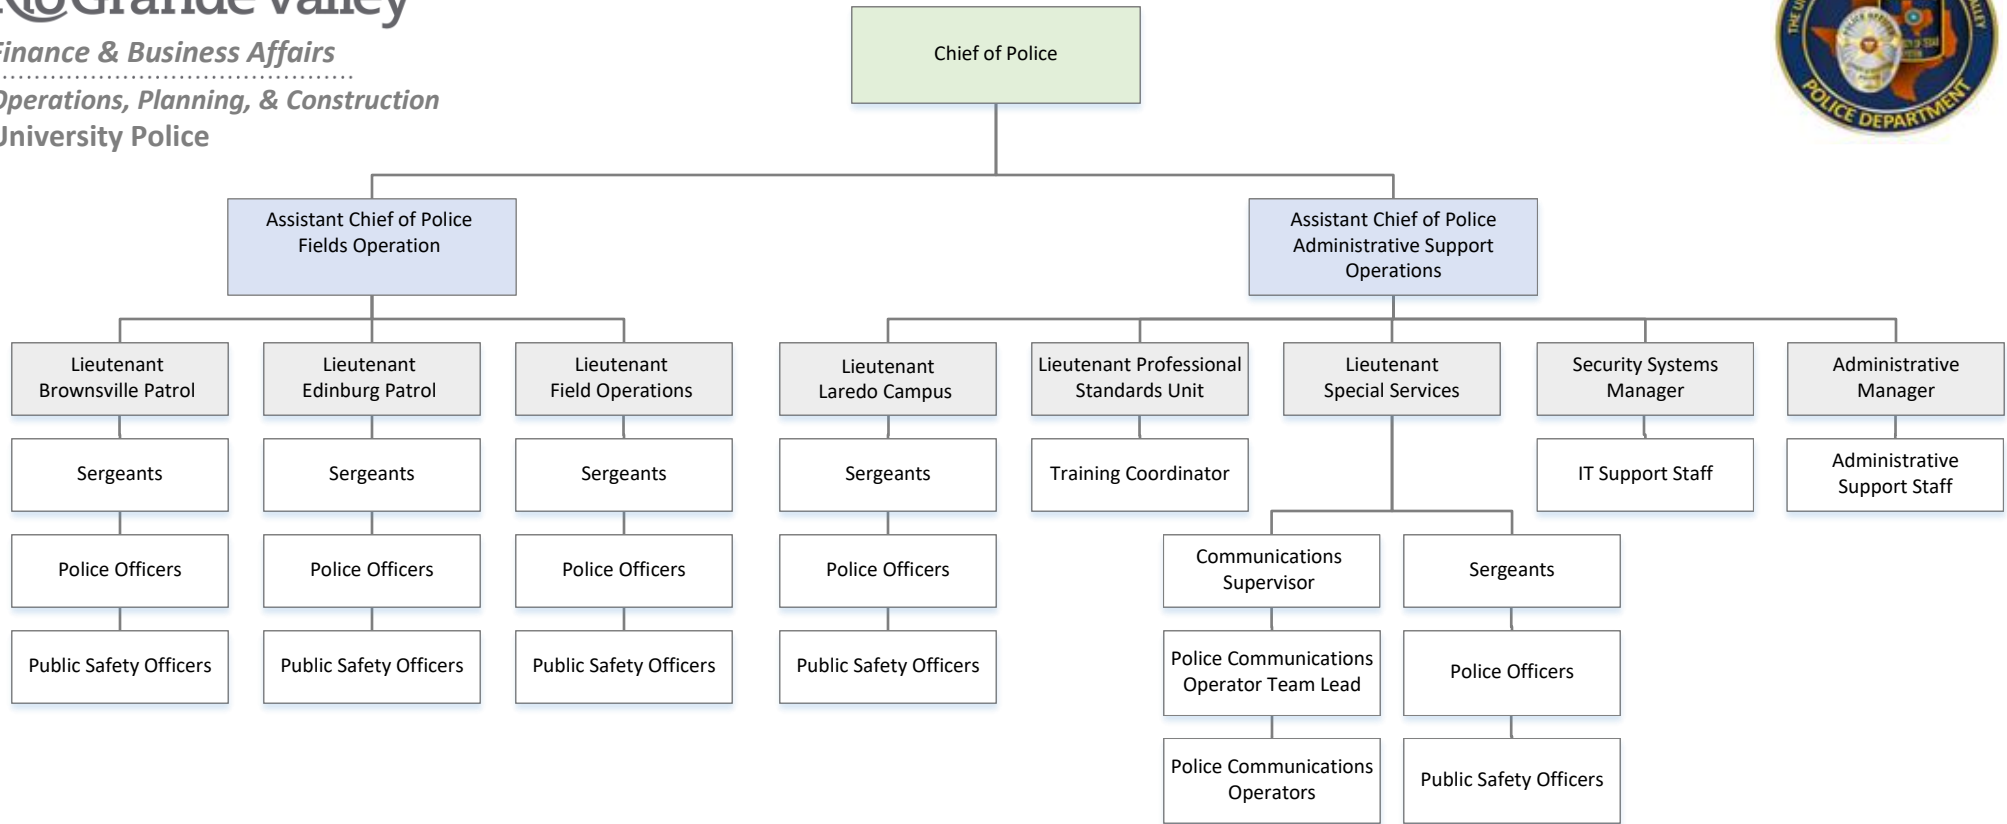 Grande Valley
Finance & Business Affairs
Operations, Planning, & Construction
University Police
Chief of Police
POLICE DEPARTMENT
Assistant Chief of Police
Fields Operation
Assistant Chief of Police
Administrative Support
Operations
Lieutenant
Brownsville Patrol
Lieutenant
Edinburg Patrol
Lieutenant
Field Operations
Lieutenant
Laredo Campus
Lieutenant Professional
Standards Unit
Lieutenant
Special Services
Security Systems
Manager
Administrative
Manager
Sergeants
Sergeants
Sergeants
Sergeants
Training Coordinator
IT Support Staff
Administrative
Support Staff
Police Officers
Police Officers
Police Officers
Police Officers
Communications
Supervisor
Sergeants
Public Safety Officers
Public Safety Officers
Public Safety Officers
Public Safety Officers
Police Communications
Operator Team Lead
Police Officers
Police Communications
Operators
Public Safety Officers